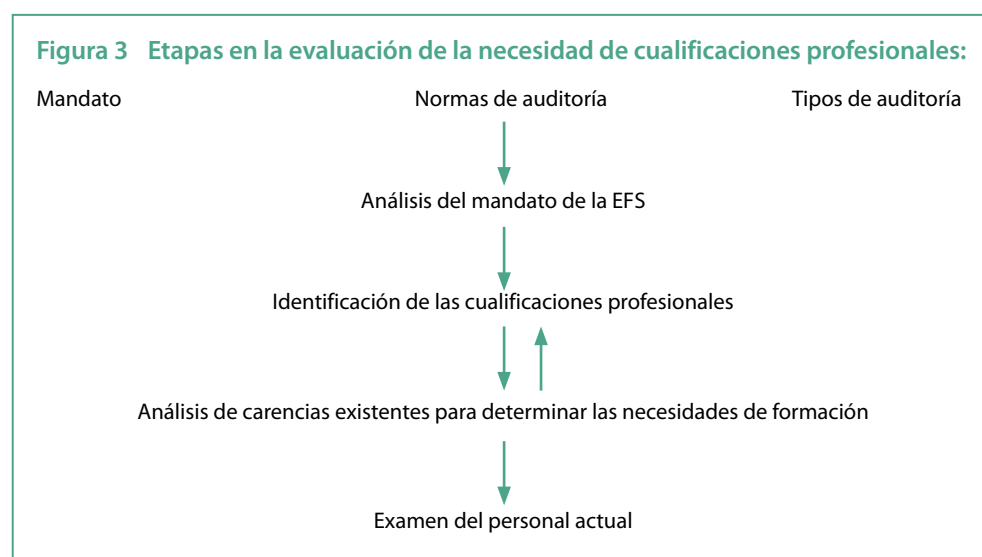 Figura 3 Etapas en la evaluación de la necesidad de cualificaciones profesionales:
Mandato Normas de auditoría Tipos de auditoría
Análisis del mandato de la EFS
Identificación de las cualificaciones profesionales
Análisis de carencias existentes para determinar las necesidades de formación
Examen del personal actual